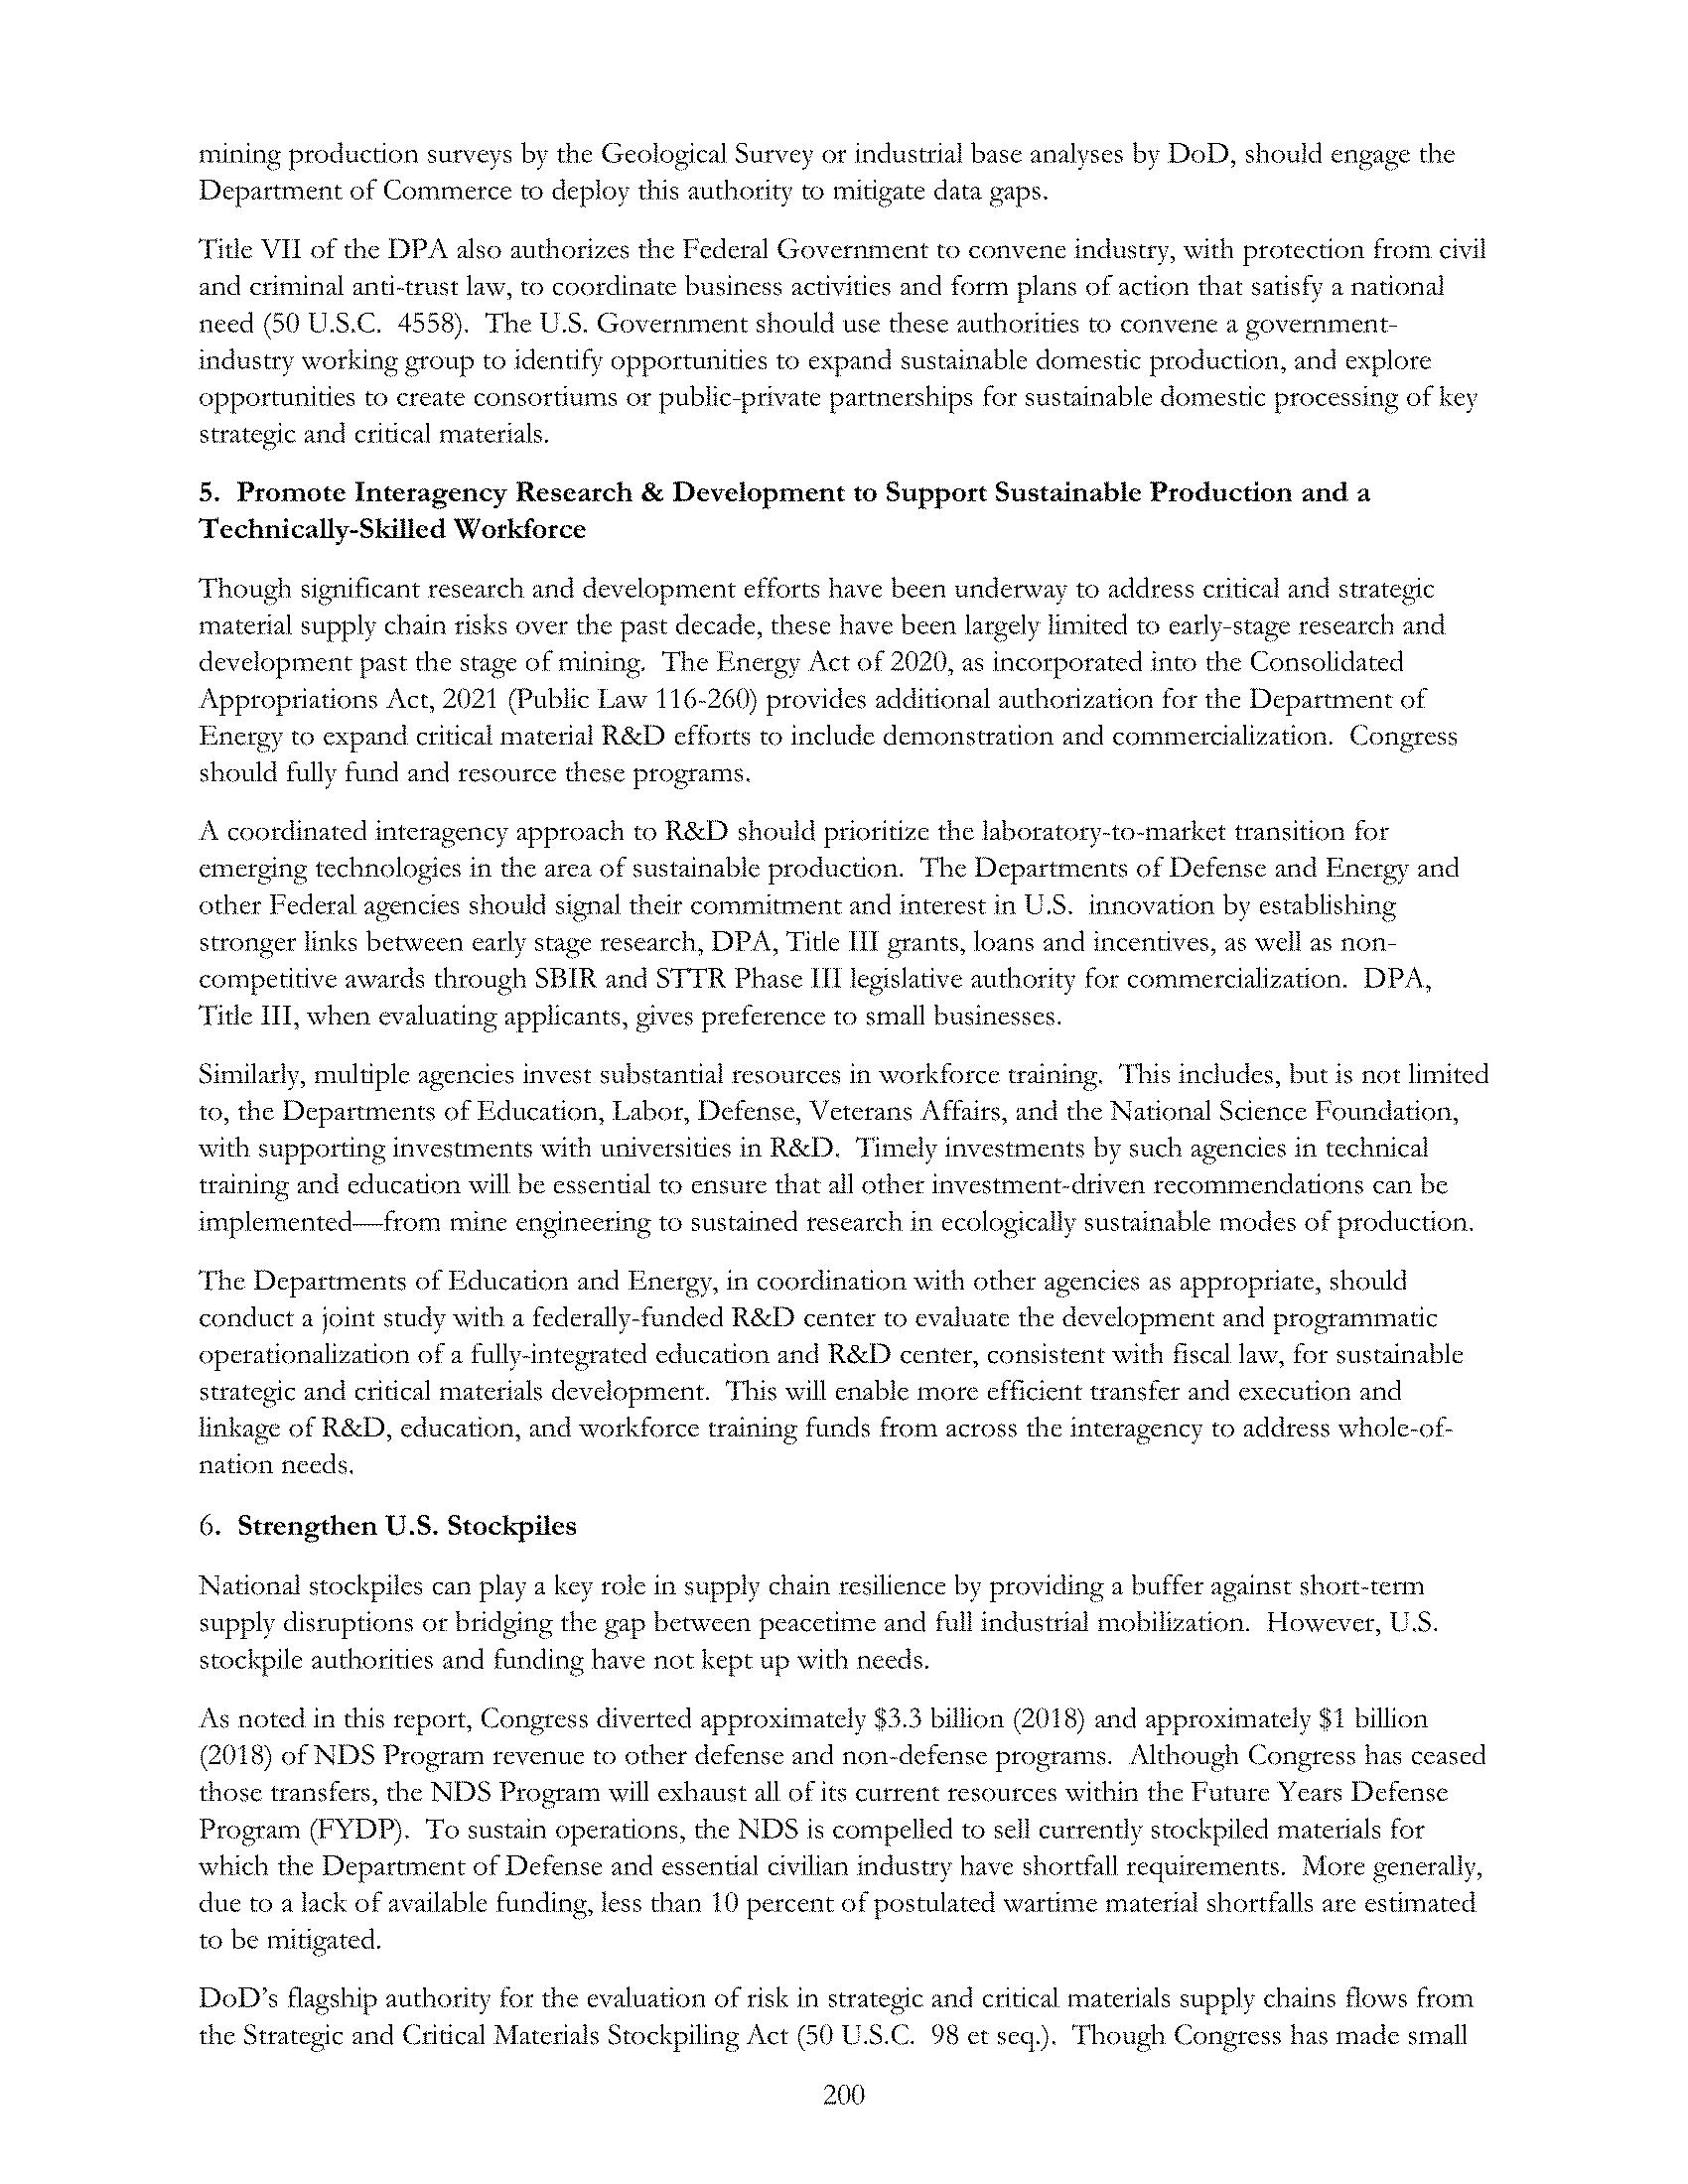 mining production surveys by the Geological Survey or industrial base analyses by DoD, should engage the
Department of Commerce to deploy this authority to mitigate data gaps.
Title VII of the DPA also authorizes the Federal Government to convene industry, with protection from civil
and criminal anti-trust law, to coordinate business activities and form plans of action that satisfy a national
need (50 U.S.C.  4558).  The U.S. Government should use these authorities to convene a government-
industry working group to identify opportunities to expand sustainable domestic production, and explore
opportunities to create consortiums or public-private partnerships for sustainable domestic processing of key
strategic and critical materials.
5.  Promote Interagency Research & Development to Support Sustainable Production and a
Technically-Skilled Workforce
Though significant research and development efforts have been underway to address critical and strategic
material supply chain risks over the past decade, these have been largely limited to early-stage research and
development past the stage of mining.  The Energy Act of 2020, as incorporated into the Consolidated
Appropriations Act, 2021 (Public Law 116-260) provides additional authorization for the Department of
Energy to expand critical material R&D efforts to include demonstration and commercialization.  Congress
should fully fund and resource these programs.
A coordinated interagency approach to R&D should prioritize the laboratory-to-market transition for
emerging technologies in the area of sustainable production.  The Departments of Defense and Energy and
other Federal agencies should signal their commitment and interest in U.S.  innovation by establishing
stronger links between early stage research, DPA, Title III grants, loans and incentives, as well as non-
competitive awards through SBIR and STTR Phase III legislative authority for commercialization.  DPA,
Title III, when evaluating applicants, gives preference to small businesses.
Similarly, multiple agencies invest substantial resources in workforce training.  This includes, but is not limited
to, the Departments of Education, Labor, Defense, Veterans Affairs, and the National Science Foundation,
with supporting investments with universities in R&D.  Timely investments by such agencies in technical
training and education will be essential to ensure that all other investment-driven recommendations can be
implemented—from mine engineering to sustained research in ecologically sustainable modes of production.
The Departments of Education and Energy, in coordination with other agencies as appropriate, should
conduct a joint study with a federally-funded R&D center to evaluate the development and programmatic
operationalization of a fully-integrated education and R&D center, consistent with fiscal law, for sustainable
strategic and critical materials development.  This will enable more efficient transfer and execution and
linkage of R&D, education, and workforce training funds from across the interagency to address whole-of-
nation needs.
6.  Strengthen U.S. Stockpiles
National stockpiles can play a key role in supply chain resilience by providing a buffer against short-term
supply disruptions or bridging the gap between peacetime and full industrial mobilization.  However, U.S.
stockpile authorities and funding have not kept up with needs.
As noted in this report, Congress diverted approximately $3.3 billion (2018) and approximately $1 billion
(2018) of NDS Program revenue to other defense and non-defense programs.  Although Congress has ceased
those transfers, the NDS Program will exhaust all of its current resources within the Future Years Defense
Program (FYDP).  To sustain operations, the NDS is compelled to sell currently stockpiled materials for
which the Department of Defense and essential civilian industry have shortfall requirements.  More generally,
due to a lack of available funding, less than 10 percent of postulated wartime material shortfalls are estimated
to be mitigated.
DoD's flagship authority for the evaluation of risk in strategic and critical materials supply chains flows from
the Strategic and Critical Materials Stockpiling Act (50 U.S.C.  98 et seq.).  Though Congress has made small
200